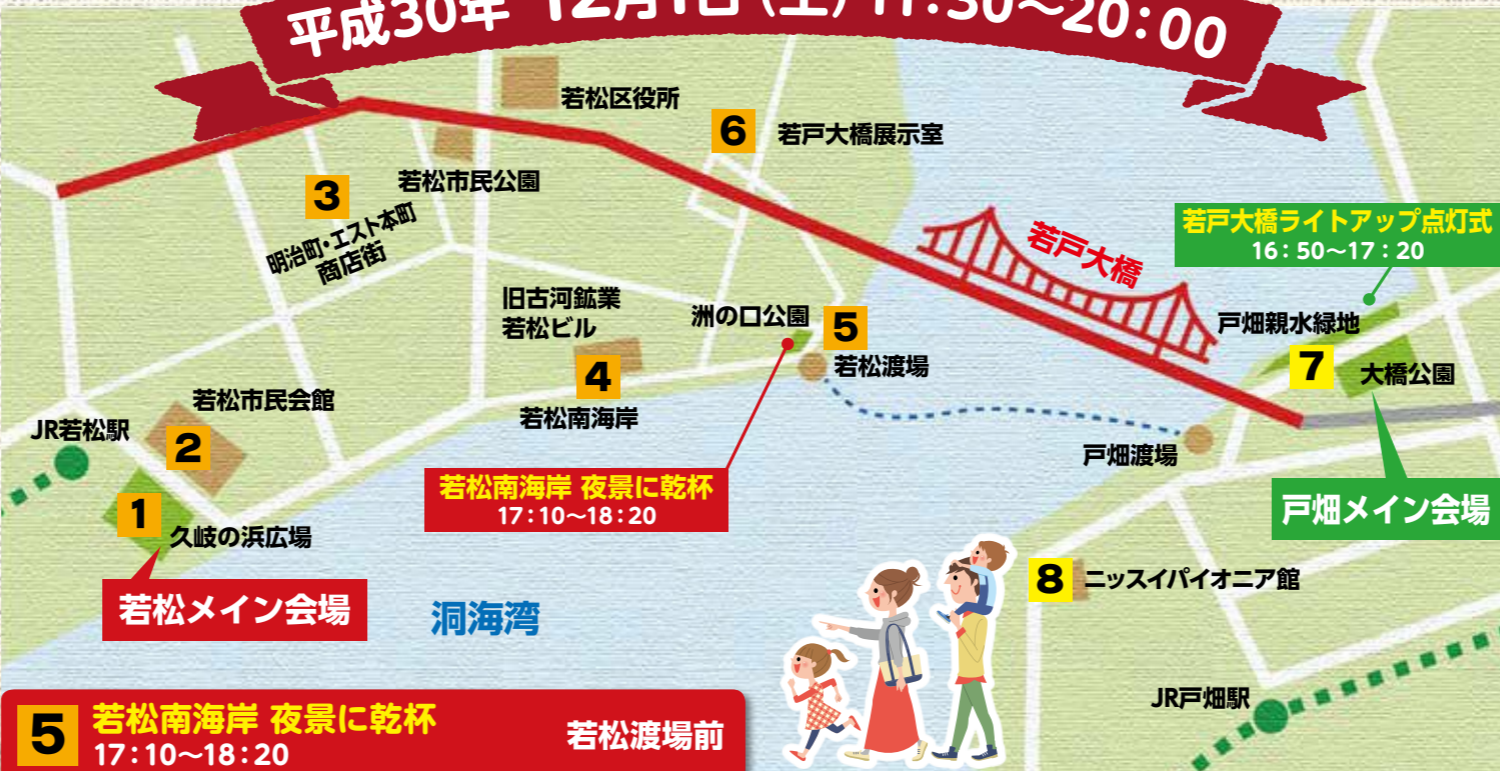 平成30年 12月1日(土) 11:30～20:00
若松区役所
6
若戸大橋展示室
若松市民公園
3
明治町・エスト本町
商店街
若戸大橋
若戸大橋ライトアップ点灯式
16:50～17:20
旧古河鉱業
若松ビル
洲の口公園
5
若松渡場
戸畑親水緑地
7
大橋公園
4
若松南海岸
若松市民会館
JR若松駅
2
戸畑渡場
若松南海岸 夜景に乾杯
17:10～18:20
戸畑メイン会場
1
久岐の浜広場
若松メイン会場
洞海湾
8
ニッスイパイオニア館
JR戸畑駅
5
若松南海岸 夜景に乾杯
17:10～18:20
若松渡場前